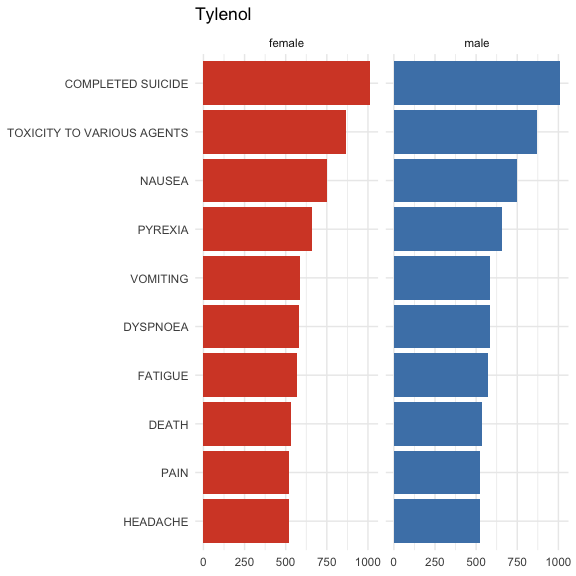 Tylenol
female male
COMPLETED SUICIDE
TOXICITY TO VARIOUS AGENTS
NAUSEA
PYREXIA
VOMITING
DYSPNOEA
FATIGUE
DEATH
PAIN
HEADACHE
0 250 500 750 1000 0 250 500 750 1000